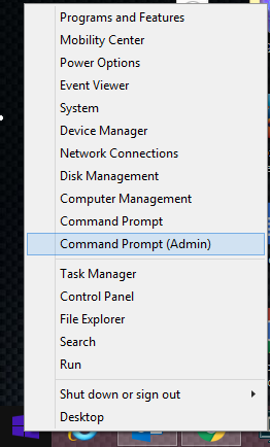 Programs and Features
Mobility Center
Power Options
Event Viewer
System
Device Manager
Network Connections
Disk Management
Computer Management
Command Prompt
Command Prompt (Admin)
Task Manager
Control Panel
File Explorer
Search
Run
Shut down or sign out
Desktop